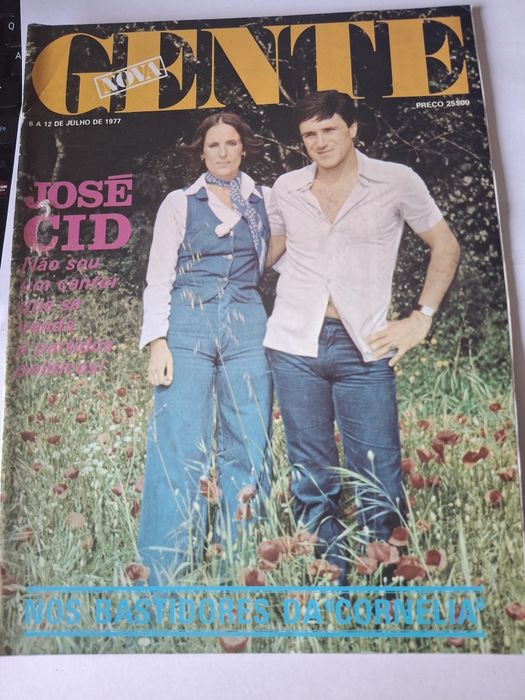 GENTE
NOVA
6 A 12 DE JULHO DE 1977
PREÇO 25$00
JOSÉ
CID
Não sou
um cantor
que se
venda
a partidos
políticos!
NOS BASTIDORES DA "CORNÉLIA"